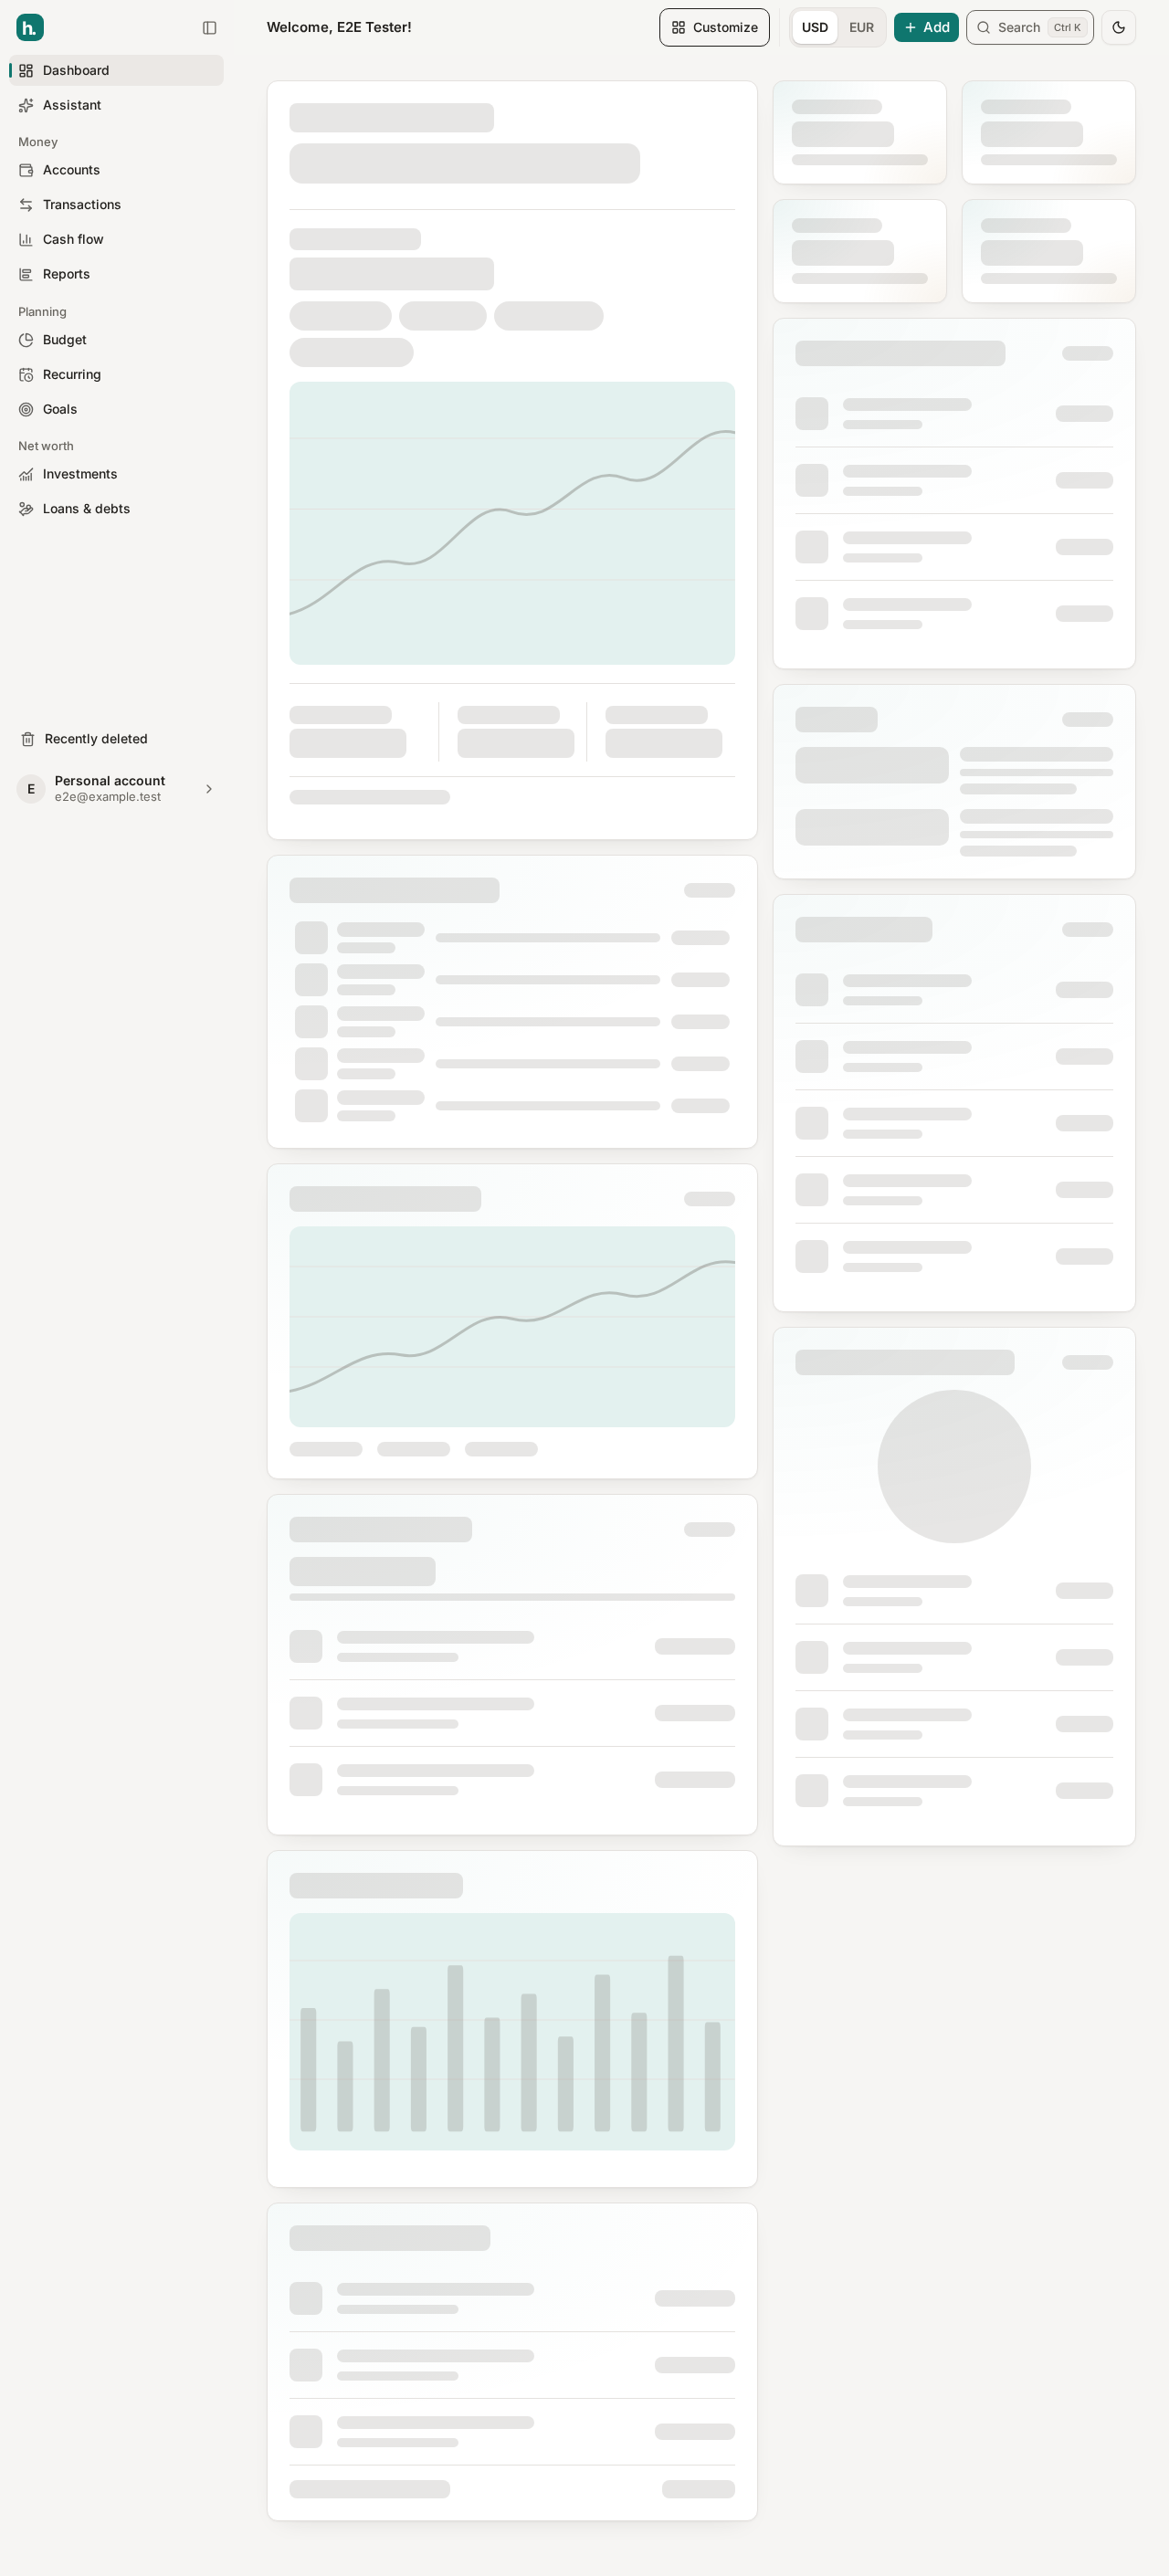 h.
Welcome, E2E Tester!
Customize
USD
EUR
Add
Search
Ctrl K
Dashboard
Assistant
Money
Accounts
Transactions
Cash flow
Reports
Planning
Budget
Recurring
Goals
Net worth
Investments
Loans & debts
Recently deleted
E
Personal account
e2e@example.test